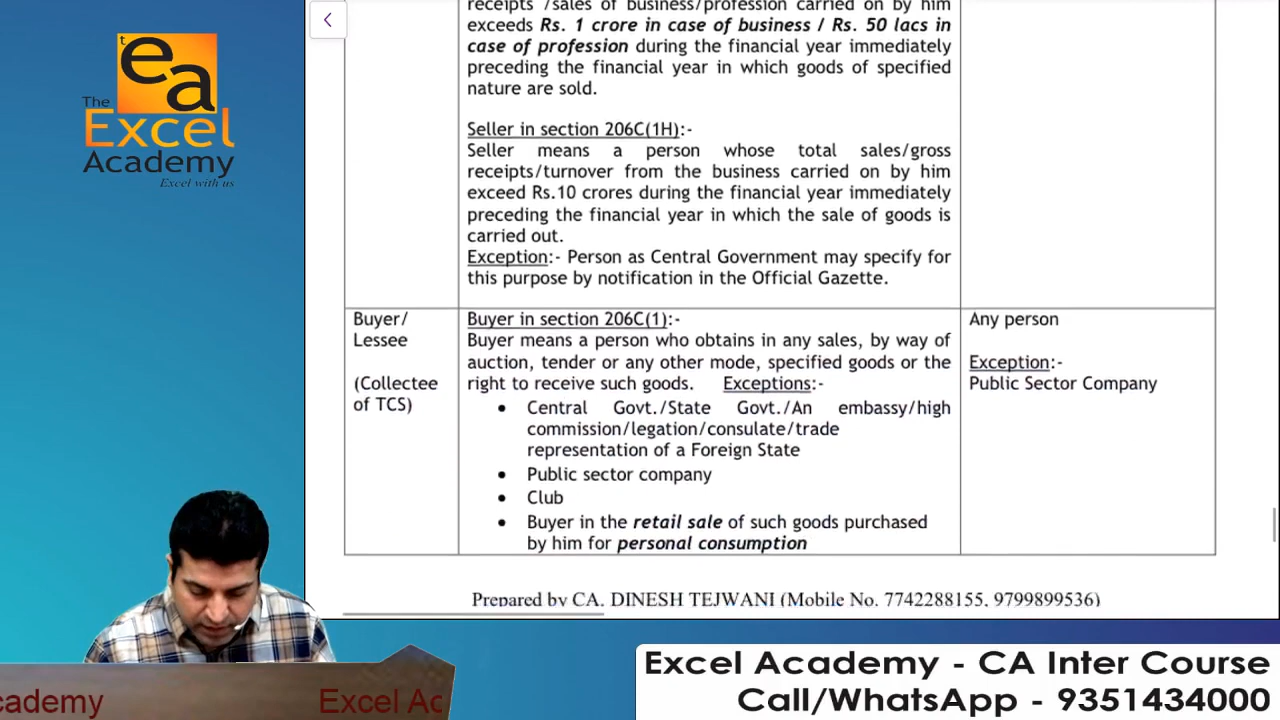 t
ea
The
Excel
Academy
Excel with us
receipts /sales of business/profession carried on by him
exceeds Rs. 1 crore in case of business / Rs. 50 lacs in
case of profession during the financial year immediately
preceding the financial year in which goods of specified
nature are sold.
Seller in section 206C(1H):-
Seller means a person whose total sales/gross
receipts/turnover from the business carried on by him
exceed Rs.10 crores during the financial year immediately
preceding the financial year in which the sale of goods is
carried out.
Exception:- Person as Central Government may specify for
this purpose by notification in the Official Gazette.
Buyer/
Lessee
(Collectee
of TCS)
Buyer in section 206C(1):-
Buyer means a person who obtains in any sales, by way of
auction, tender or any other mode, specified goods or the
right to receive such goods. Exceptions:-
• Central Govt./State Govt./An embassy/high
commission/legation/consulate/trade
representation of a Foreign State
• Public sector company
• Club
• Buyer in the retail sale of such goods purchased
by him for personal consumption
Any person
Exception:-
Public Sector Company
Prepared by CA. DINESH TEJWANI (Mobile No. 7742288155, 9799899536)
cademy
Excel Ac
Excel Academy - CA Inter Course
Call/WhatsApp - 9351434000